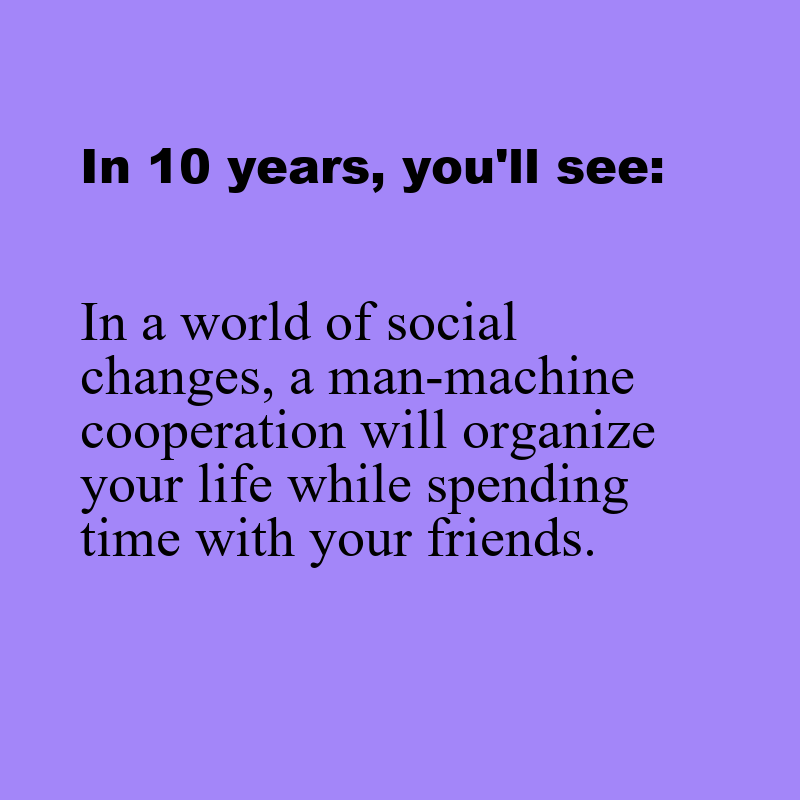 In 10 years, you'll see:
In a world of social
changes, a man-machine
cooperation will organize
your life while spending
time with your friends.